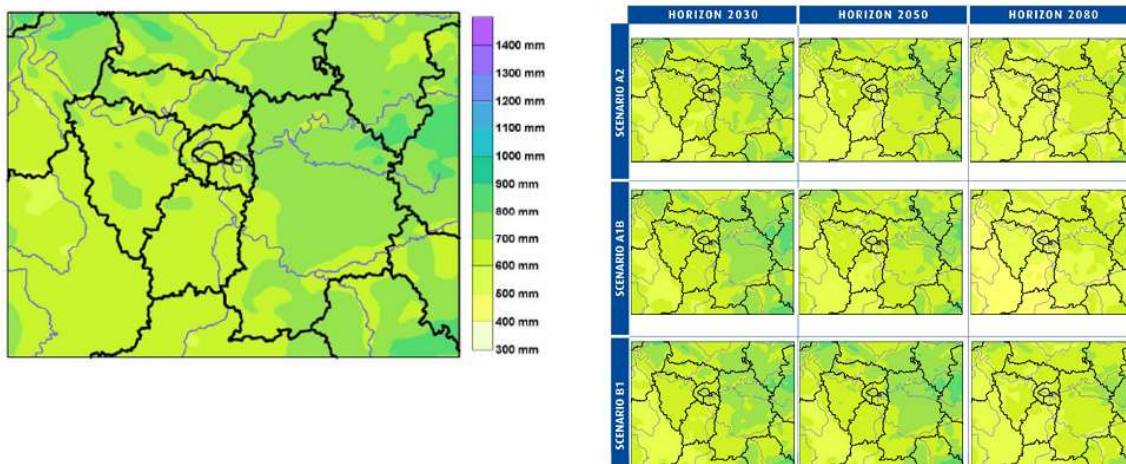 1400 mm
1300 mm
1200 mm
1100 mm
1000 mm
900 mm
800 mm
700 mm
600 mm
500 mm
400 mm
300 mm
HORIZON 2030 HORIZON 2050 HORIZON 2080
SCENARIO A2
SCENARIO A1B
SCENARIO B1